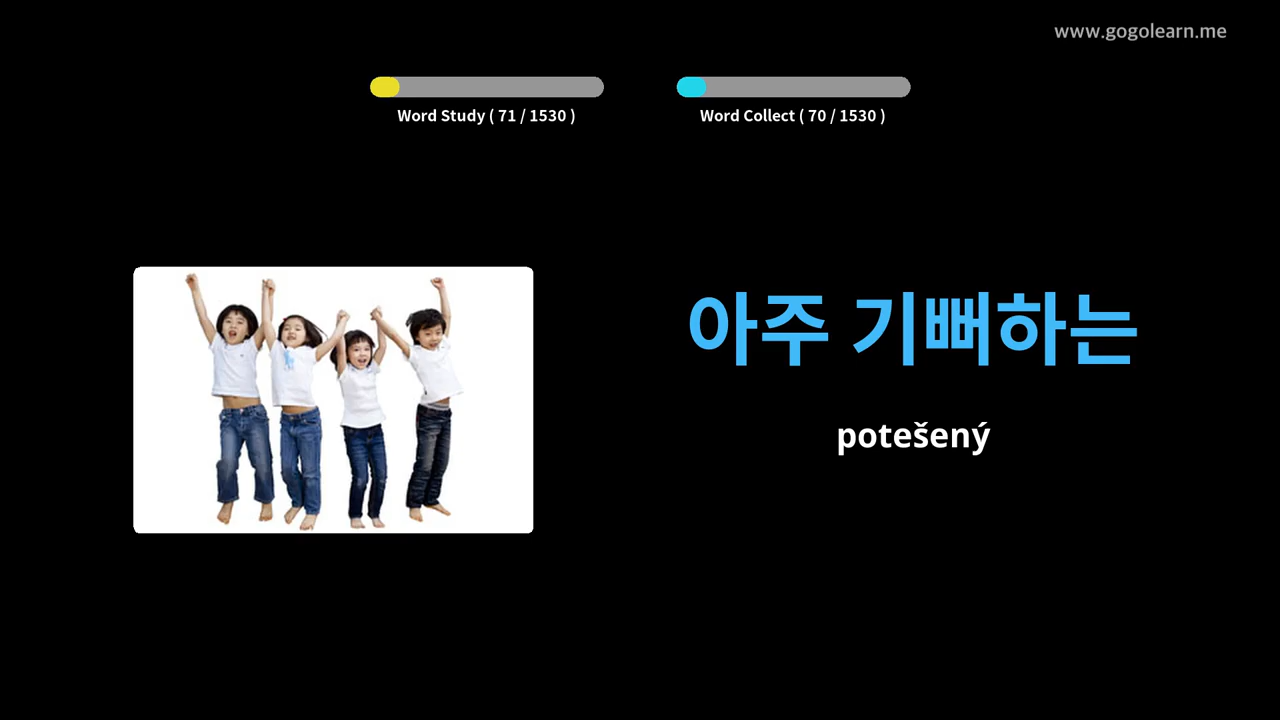 www.gogolearn.me
Word Study ( 71 / 1530 )
Word Collect ( 70 / 1530 )
아주 기뻐하는
potešený